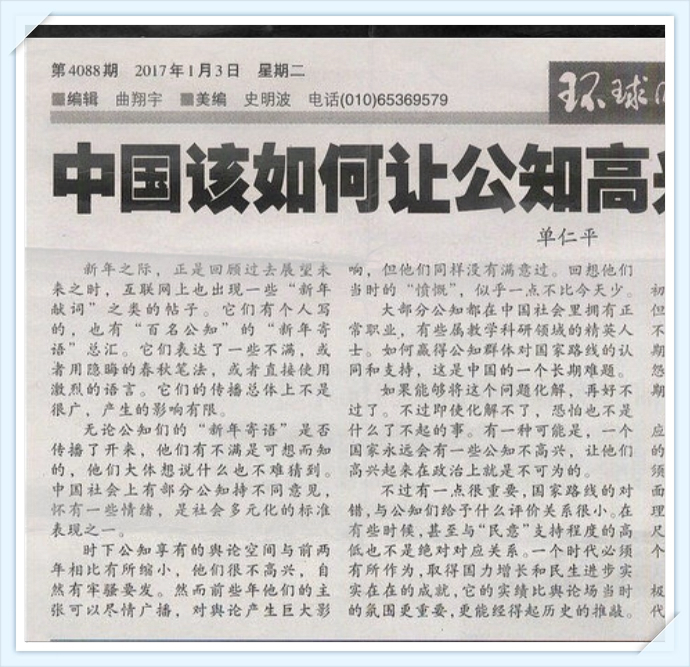 第4088期 2017年1月3日 星期二
■编辑 曲翔宇 ■美编 史明波 电话(010)65369579
环球
中国该如何让公知高兴
单仁平
新年之际，正是回顾过去展望未
来之时，互联网上也出现一些“新年
献词”之类的帖子。它们有个人写
的，也有“百名公知”的“新年寄
语”总汇。它们表达了一些不满，或
者用隐晦的春秋笔法，或者直接使用
激烈的语言。它们的传播总体上不是
很广，产生的影响有限。
无论公知们的“新年寄语”是否
传播了开来，他们有不满是可想而知
的，他们大体想说什么也不难猜到。
中国社会上有部分公知持不同意见，
怀有一些情绪，是社会多元化的标准
表现之一。
时下公知享有的舆论空间与前两
年相比有所缩小，他们很不高兴，自
然有牢骚要发。然而前些年他们的主
张可以尽情广播，对舆论产生巨大影
响，但他们同样没有满意过。回想他们
当时的“愤慨”，似乎一点不比今天少。
大部分公知都在中国社会里拥有正
常职业，有些属教学科研领域的精英人
士。如何赢得公知群体对国家路线的认
同和支持，这是中国的一个长期难题。
如果能够将这个问题化解，再好不
过了。不过即使化解不了，恐怕也不是
什么了不起的事。有一种可能是，一个
国家永远会有一些公知不高兴，让他们
高兴起来在政治上就是不可为的。
不过有一点很重要，国家路线的对
错，与公知们给予什么评价关系很小。在
有些时候，甚至与“民意”支持程度的高
低也不是绝对对应关系。一个时代必须
有所作为，取得国力增长和民生进步实
实在在的成就，它的实绩比舆论场当时
的氛围更重要，更能经得起历史的推敲。
初
但
不
期
怨
期
应
的
须
面
理
尺
个
极
代